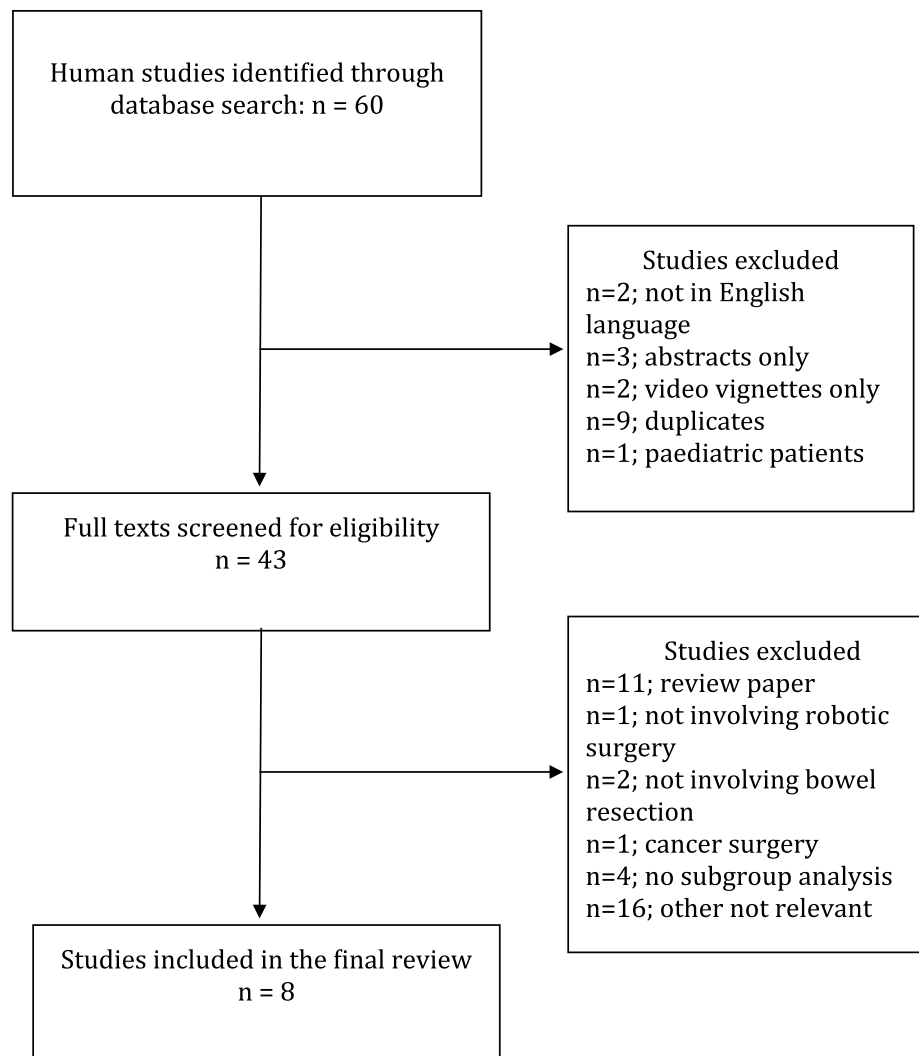 Human studies identified through
database search: n = 60
Studies excluded
n=2; not in English
language
n=3; abstracts only
n=2; video vignettes only
n=9; duplicates
n=1; paediatric patients
Full texts screened for eligibility
n = 43
Studies excluded
n=11; review paper
n=1; not involving robotic
surgery
n=2; not involving bowel
resection
n=1; cancer surgery
n=4; no subgroup analysis
n=16; other not relevant
Studies included in the final review
n = 8